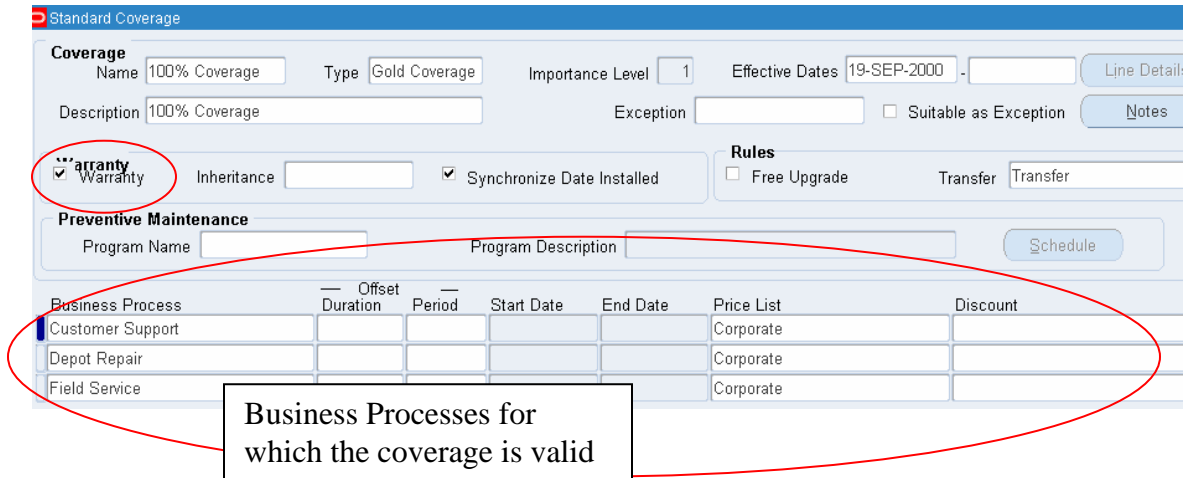 Standard Coverage
Coverage
Name 100% Coverage Type Gold Coverage Importance Level 1 Effective Dates 19-SEP-2000 - Line Details
Description 100% Coverage Exception Suitable as Exception Notes
Warranty Rules
Warranty Inheritance Synchronize Date Installed Free Upgrade Transfer Transfer
Preventive Maintenance
Program Name Program Description Schedule
Offset
Business Process Duration Period Start Date End Date Price List Discount
Customer Support Corporate
Depot Repair Corporate
Field Service Corporate
Business Processes for
which the coverage is valid